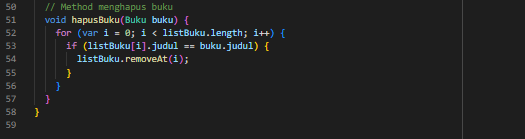 50 // Method menghapus buku
51 void hapusBuku(Buku buku) {
52 for (var i = 0; i < listBuku.length; i++) {
53 if (listBuku[i].judul == buku.judul) {
54 listBuku.removeAt(i);
55 }
56 }
57 }
58 }
59